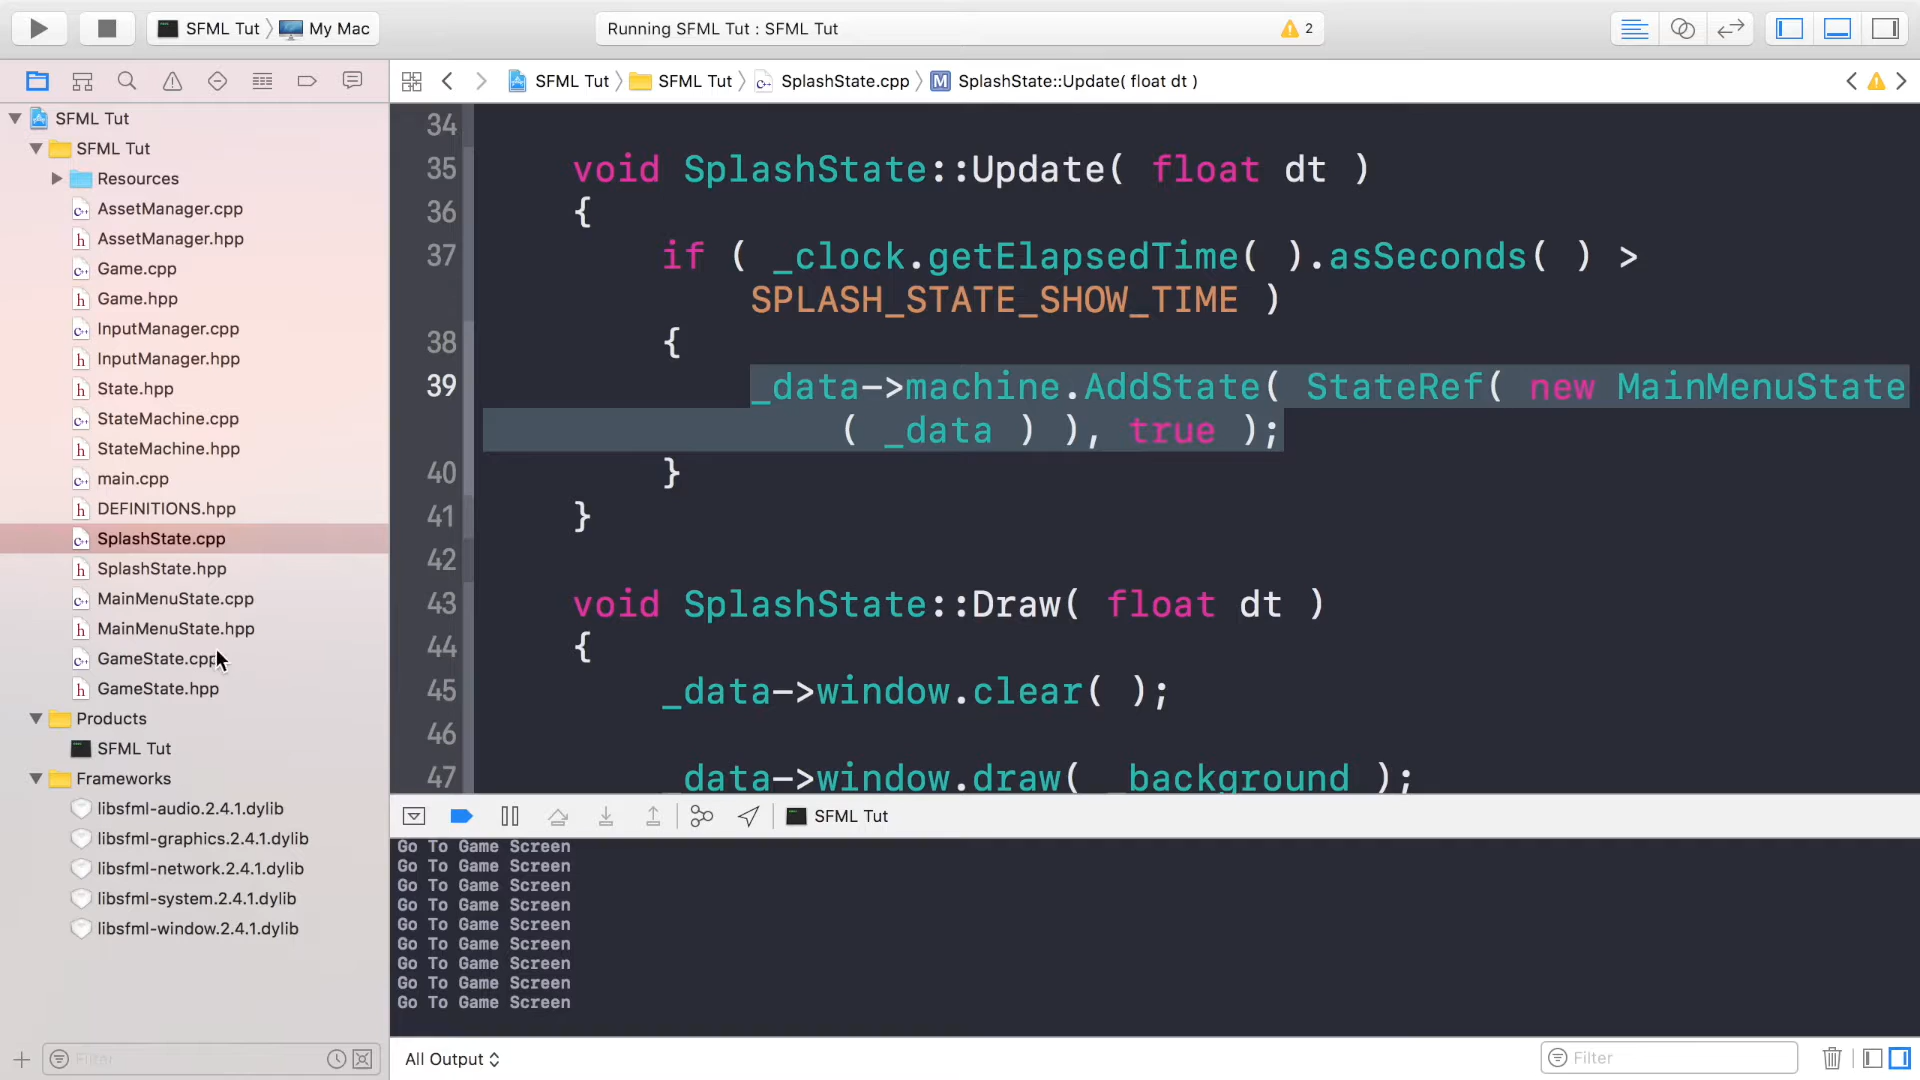 SFML Tut
My Mac
Running SFML Tut : SFML Tut
2
SFML Tut
SFML Tut
SplashState.cpp
M
SplashState::Update( float dt )
SFML Tut
SFML Tut
Resources
AssetManager.cpp
AssetManager.hpp
Game.cpp
Game.hpp
InputManager.cpp
InputManager.hpp
State.hpp
StateMachine.cpp
StateMachine.hpp
main.cpp
DEFINITIONS.hpp
SplashState.cpp
SplashState.hpp
MainMenuState.cpp
MainMenuState.hpp
GameState.cpp
GameState.hpp
Products
SFML Tut
Frameworks
libsfml-audio.2.4.1.dylib
libsfml-graphics.2.4.1.dylib
libsfml-network.2.4.1.dylib
libsfml-system.2.4.1.dylib
libsfml-window.2.4.1.dylib
Filter
34
35 void SplashState::Update( float dt )
36 {
37 if ( _clock.getElapsedTime( ).asSeconds( ) >
SPLASH_STATE_SHOW_TIME )
38 {
39 _data->machine.AddState( StateRef( new MainMenuState
( _data ) ), true );
40 }
41 }
42
43 void SplashState::Draw( float dt )
44 {
45 _data->window.clear( );
46
47 _data->window.draw( _background );
SFML Tut
Go To Game Screen
Go To Game Screen
Go To Game Screen
Go To Game Screen
Go To Game Screen
Go To Game Screen
Go To Game Screen
Go To Game Screen
Go To Game Screen
All Output
Filter